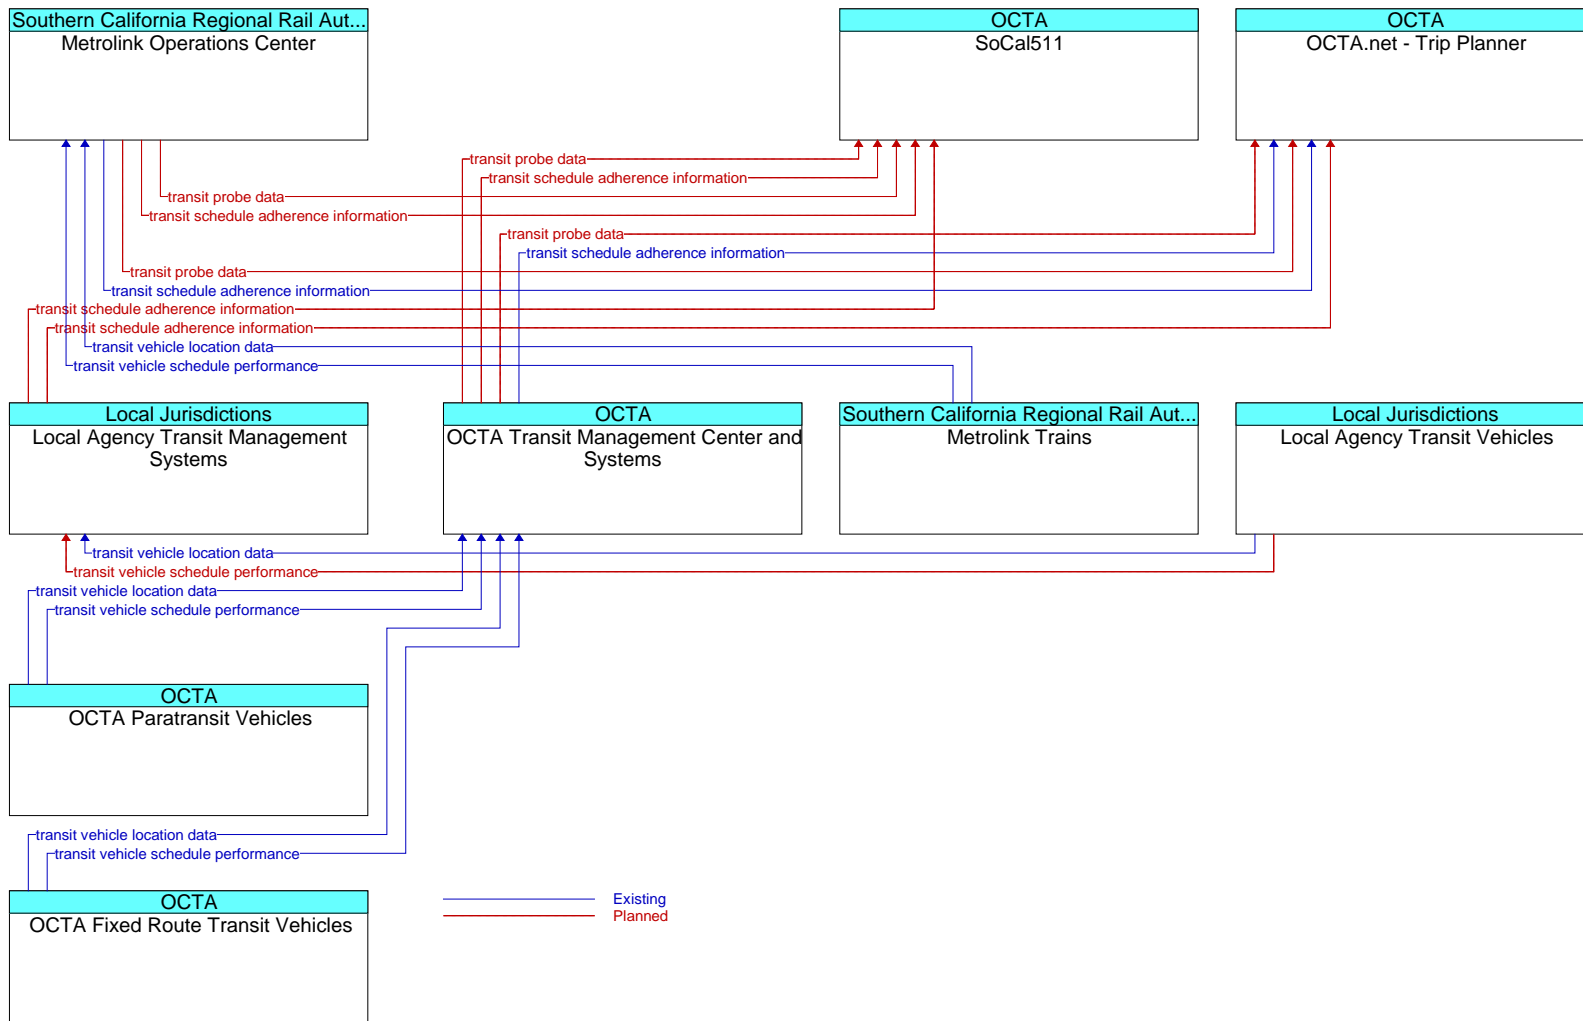 Southern California Regional Rail Aut...
Metrolink Operations Center
OCTA
SoCal511
OCTA
OCTA.net - Trip Planner
transit probe data
transit schedule adherence information
transit probe data
transit schedule adherence information
transit probe data
transit schedule adherence information
transit probe data
transit schedule adherence information
transit schedule adherence information
transit schedule adherence information
transit vehicle location data
transit vehicle schedule performance
Local Jurisdictions
Local Agency Transit Management
Systems
OCTA
OCTA Transit Management Center and
Systems
Southern California Regional Rail Aut...
Metrolink Trains
Local Jurisdictions
Local Agency Transit Vehicles
transit vehicle location data
transit vehicle schedule performance
transit vehicle location data
transit vehicle schedule performance
OCTA
OCTA Paratransit Vehicles
transit vehicle location data
transit vehicle schedule performance
OCTA
OCTA Fixed Route Transit Vehicles
Existing
Planned